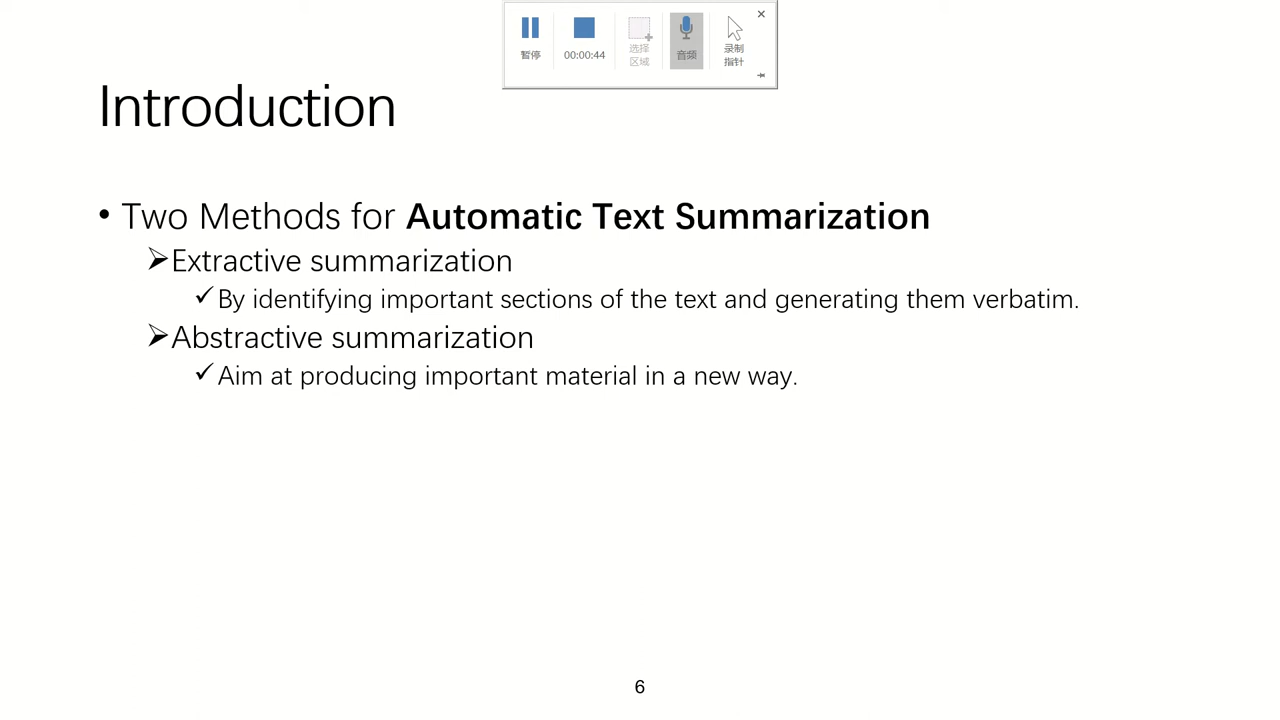 暂停
00:00:44
选择
区域
音频
录制
指针
Introduction
• Two Methods for Automatic Text Summarization
➢Extractive summarization
✓By identifying important sections of the text and generating them verbatim.
➢Abstractive summarization
✓Aim at producing important material in a new way.
6